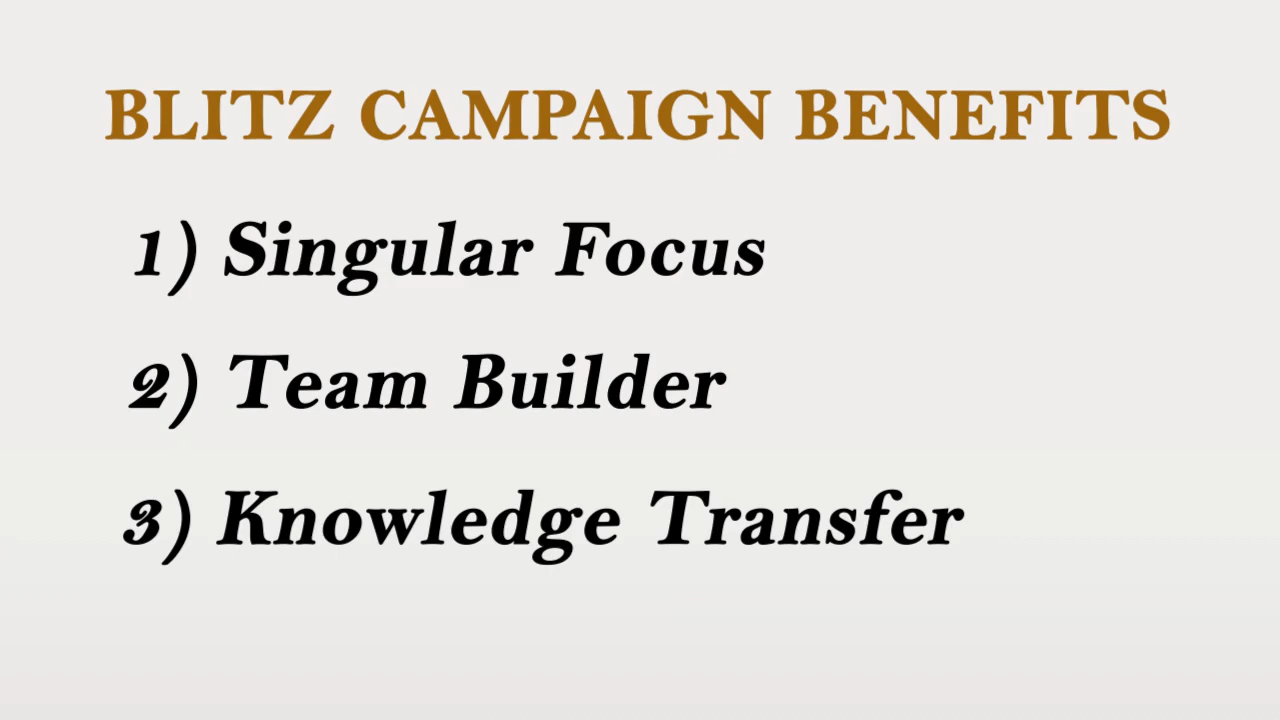 BLITZ CAMPAIGN BENEFITS
1) Singular Focus
2) Team Builder
3) Knowledge Transfer